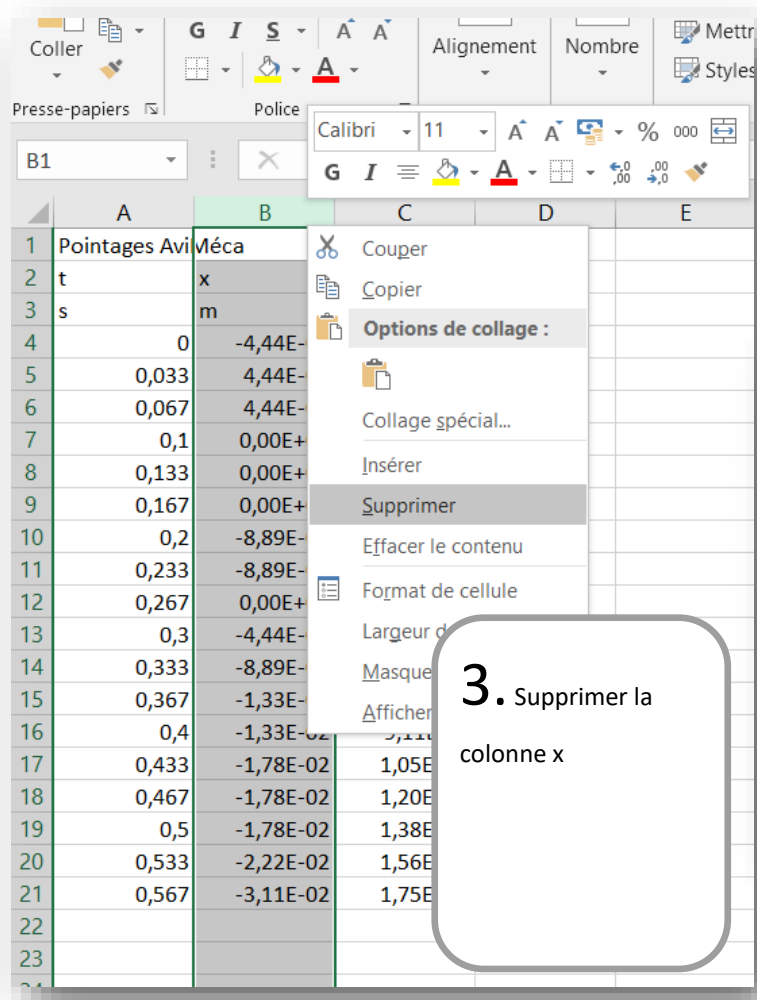 Coller
G I S A A
A
Alignement
Nombre
Mettr
Styles
Presse-papiers
Police
Calibri 11 A A % 000
G I A ,00 ,00
B1
A B C D E
1 Pointages Avi Méca
2 t x
3 s m
4 0 -4,44E-
5 0,033 4,44E-
6 0,067 4,44E-
7 0,1 0,00E+
8 0,133 0,00E+
9 0,167 0,00E+
10 0,2 -8,89E-
11 0,233 -8,89E-
12 0,267 0,00E+
13 0,3 -4,44E-
14 0,333 -8,89E-
15 0,367 -1,33E-
16 0,4 -1,33E-02
17 0,433 -1,78E-02 1,05E
18 0,467 -1,78E-02 1,20E
19 0,5 -1,78E-02 1,38E
20 0,533 -2,22E-02 1,56E
21 0,567 -3,11E-02 1,75E
22
23
Couper
Copier
Options de collage :
Collage spécial...
Insérer
Supprimer
Effacer le contenu
Format de cellule
Largeur d
Masque
Afficher
3. Supprimer la
colonne x